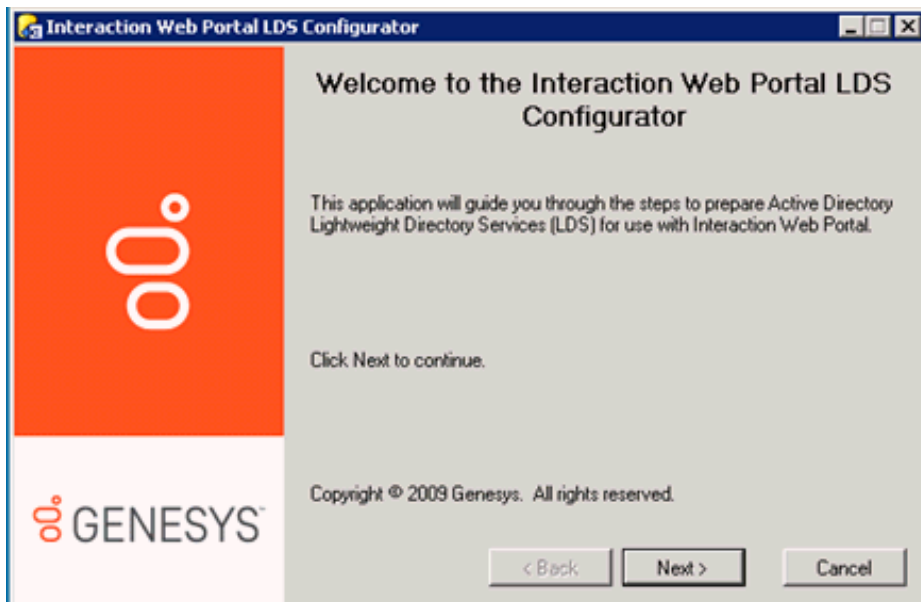 Interaction Web Portal LDS Configurator
Welcome to the Interaction Web Portal LDS
Configurator
This application will guide you through the steps to prepare Active Directory
Lightweight Directory Services (LDS) for use with Interaction Web Portal.
Click Next to continue.
Copyright © 2009 Genesys. All rights reserved.
GENESYS™
< Back Next > Cancel